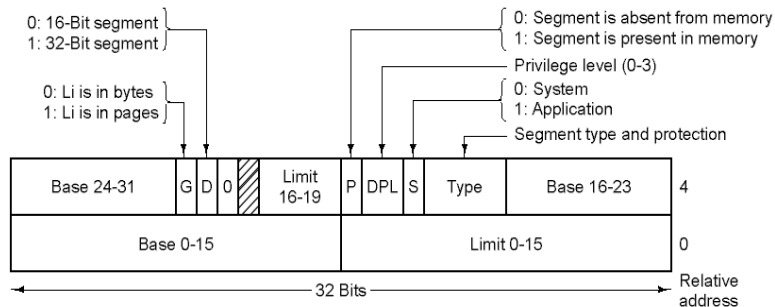 0: 16-Bit segment
1: 32-Bit segment
0: Segment is absent from memory
1: Segment is present in memory
Privilege level (0-3)
0: Li is in bytes
1: Li is in pages
0: System
1: Application
Segment type and protection
Base 24-31
G
D
0
Limit
16-19
P
DPL
S
Type
Base 16-23
4
Base 0-15
Limit 0-15
0
32 Bits
Relative
address